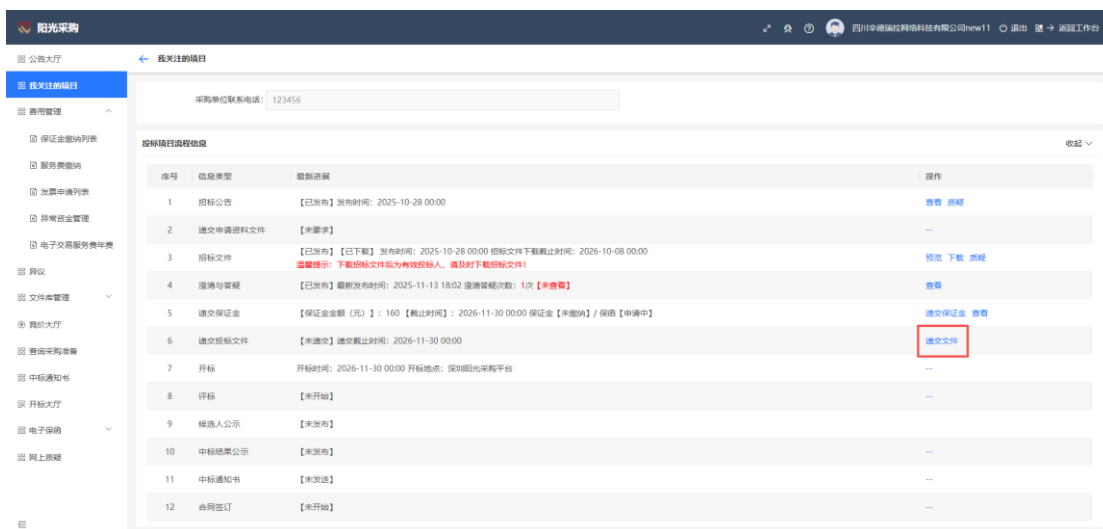 阳光采购
四川辛德瑞拉网络科技有限公司new11 退出 返回工作台
公告大厅
我关注的项目
费用管理
保证金缴纳列表
服务费缴纳
发票申请列表
异常资金管理
电子交易服务费年费
异议
文件库管理
竞价大厅
查阅采购准备
中标通知书
开标大厅
电子保函
网上质疑
← 我关注的项目
采购单位联系电话: 123456
投标项目流程信息 收起
序号 信息类型 最新进展 操作
1 招标公告 【已发布】发布时间: 2025-10-28 00:00 查看 质疑
2 递交申请资料文件 【未要求】 --
3 招标文件 【已发布】【已下载】 发布时间: 2025-10-28 00:00 招标文件下载截止时间: 2026-10-08 00:00 预览 下载 质疑
温馨提示: 下载招标文件后为有效投标人, 请及时下载招标文件!
4 澄清与答疑 【已发布】最新发布时间: 2025-11-13 18:02 澄清答疑次数: 1次【未查看】 查看
5 递交保证金 【保证金金额 (元) 】: 160 【截止时间】: 2026-11-30 00:00 保证金【未缴纳】/ 保函【申请中】 递交保证金 查看
6 递交投标文件 【未递交】递交截止时间: 2026-11-30 00:00 递交文件
7 开标 开标时间: 2026-11-30 00:00 开标地点: 深圳阳光采购平台 --
8 评标 【未开始】 --
9 候选人公示 【未发布】
10 中标结果公示 【未发布】 --
11 中标通知书 【未发送】 --
12 合同签订 【未开始】 --